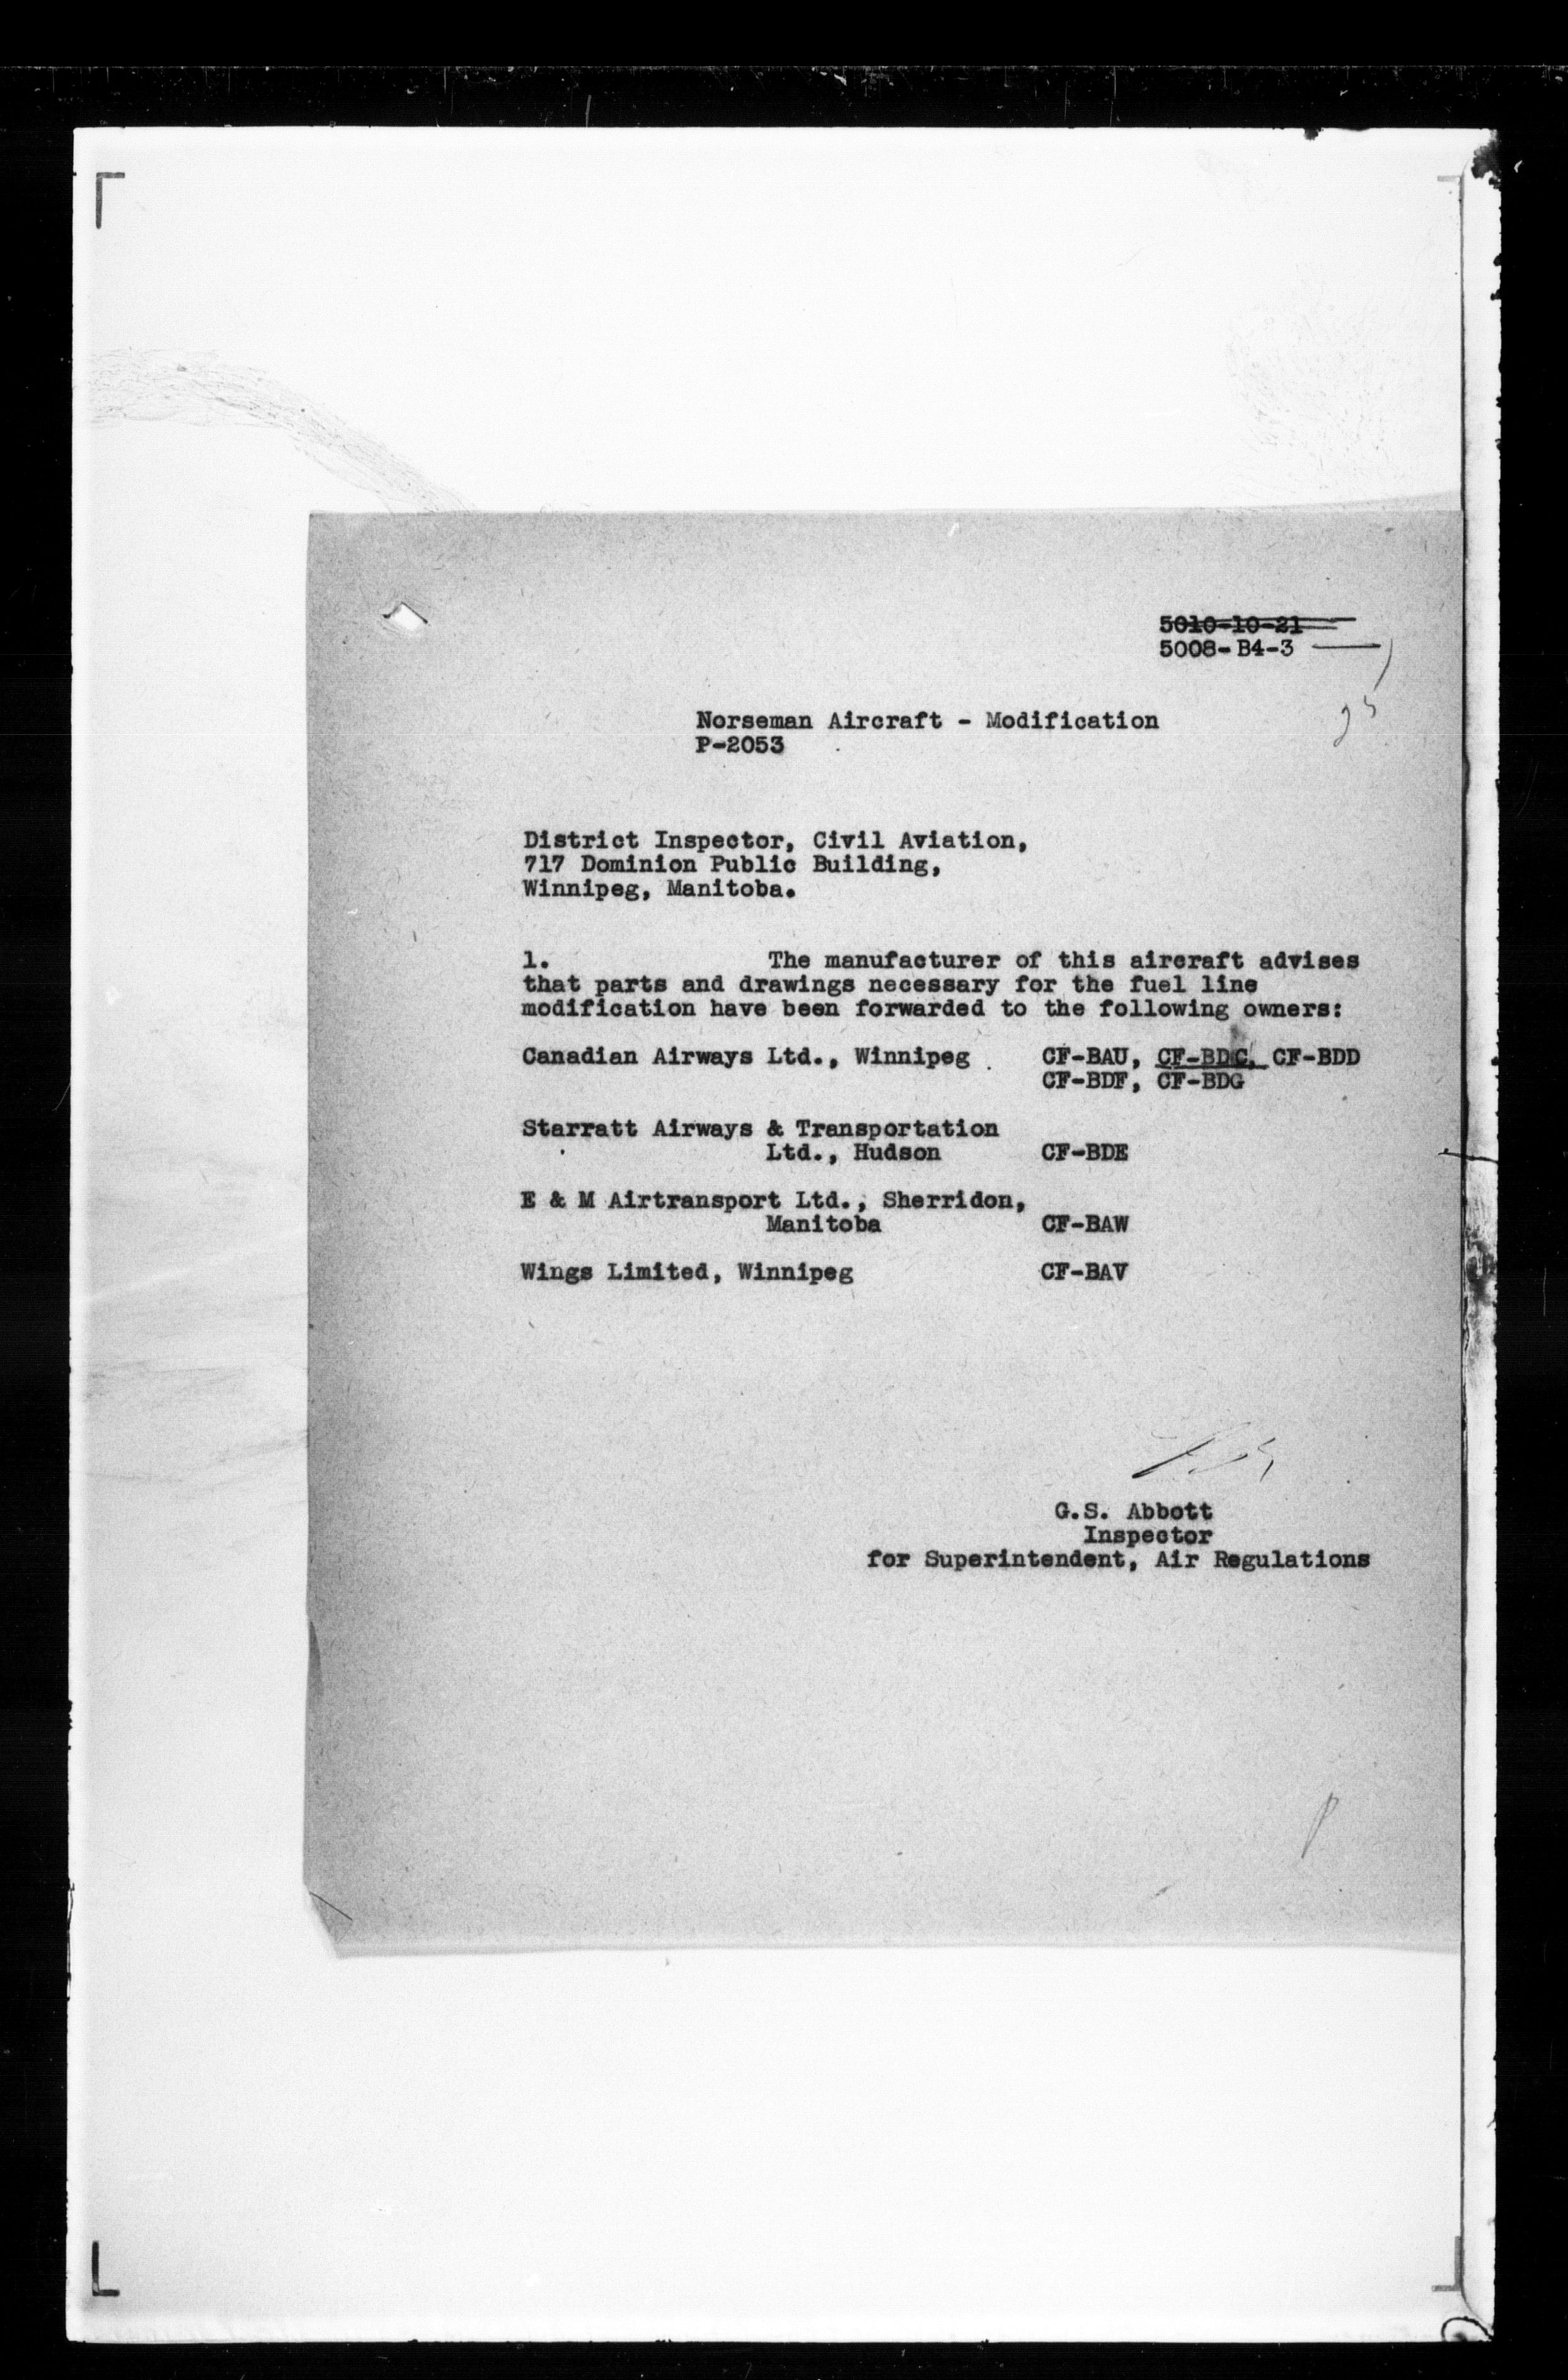 5010-10-21
5008-B4-3
Norseman Aircraft - Modification
P-2053
District Inspector, Civil Aviation,
717 Dominion Public Building,
Winnipeg, Manitoba.
1. The manufacturer of this aircraft advises
that parts and drawings necessary for the fuel line
modification have been forwarded to the following owners:
Canadian Airways Ltd., Winnipeg CF-BAU, CF-BDC, CF-BDD
CF-BDF, CF-BDG
Starratt Airways & Transportation
Ltd., Hudson CF-BDE
E & M Airtransport Ltd., Sherridon,
Manitoba CF-BAW
Wings Limited, Winnipeg CF-BAV
G.S. Abbott
Inspector
for Superintendent, Air Regulations